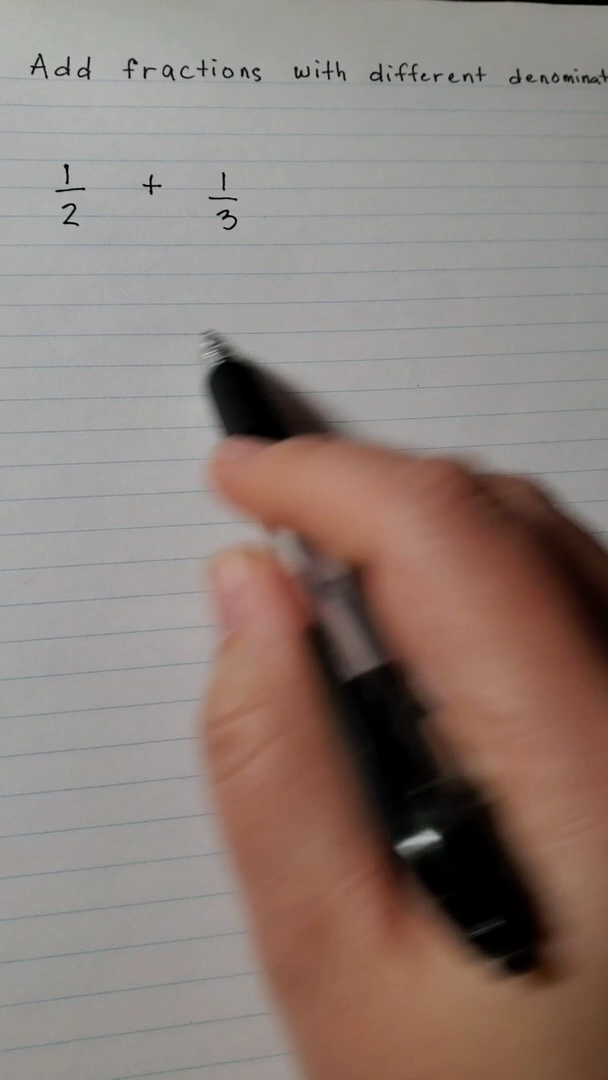 Add fractions with different denominat
1/2 + 1/3